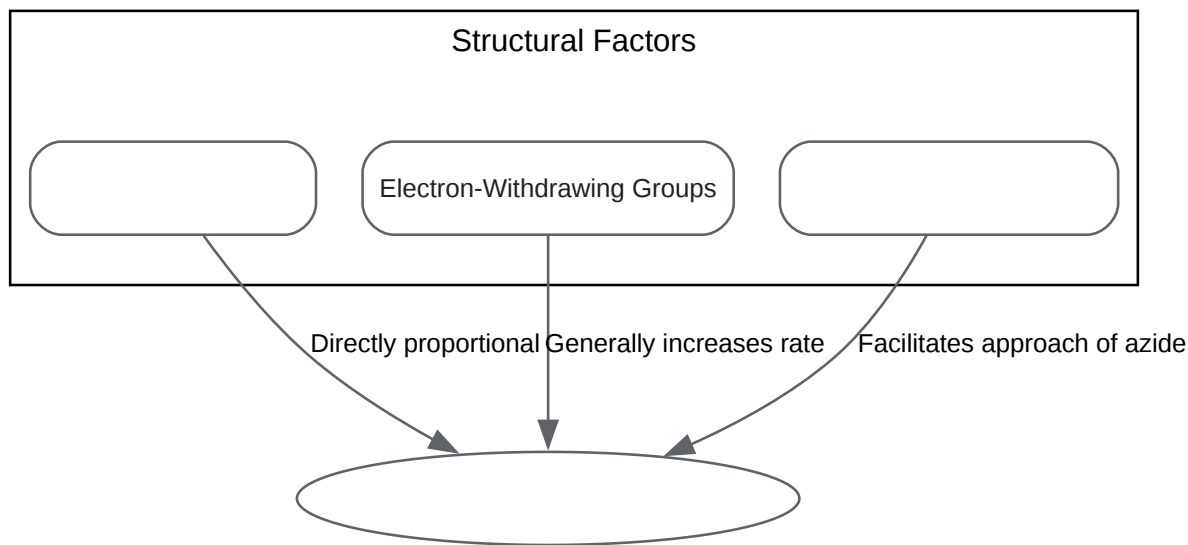 Structural Factors
Electron-Withdrawing Groups
Directly proportional
Generally increases rate
Facilitates approach of azide